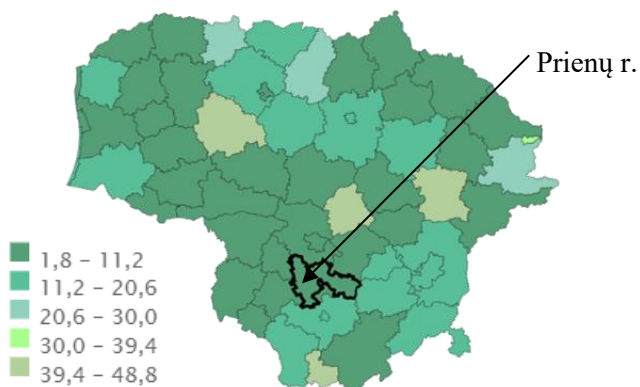 Prienų r.
1,8 – 11,2
11,2 – 20,6
20,6 – 30,0
30,0 – 39,4
39,4 – 48,8